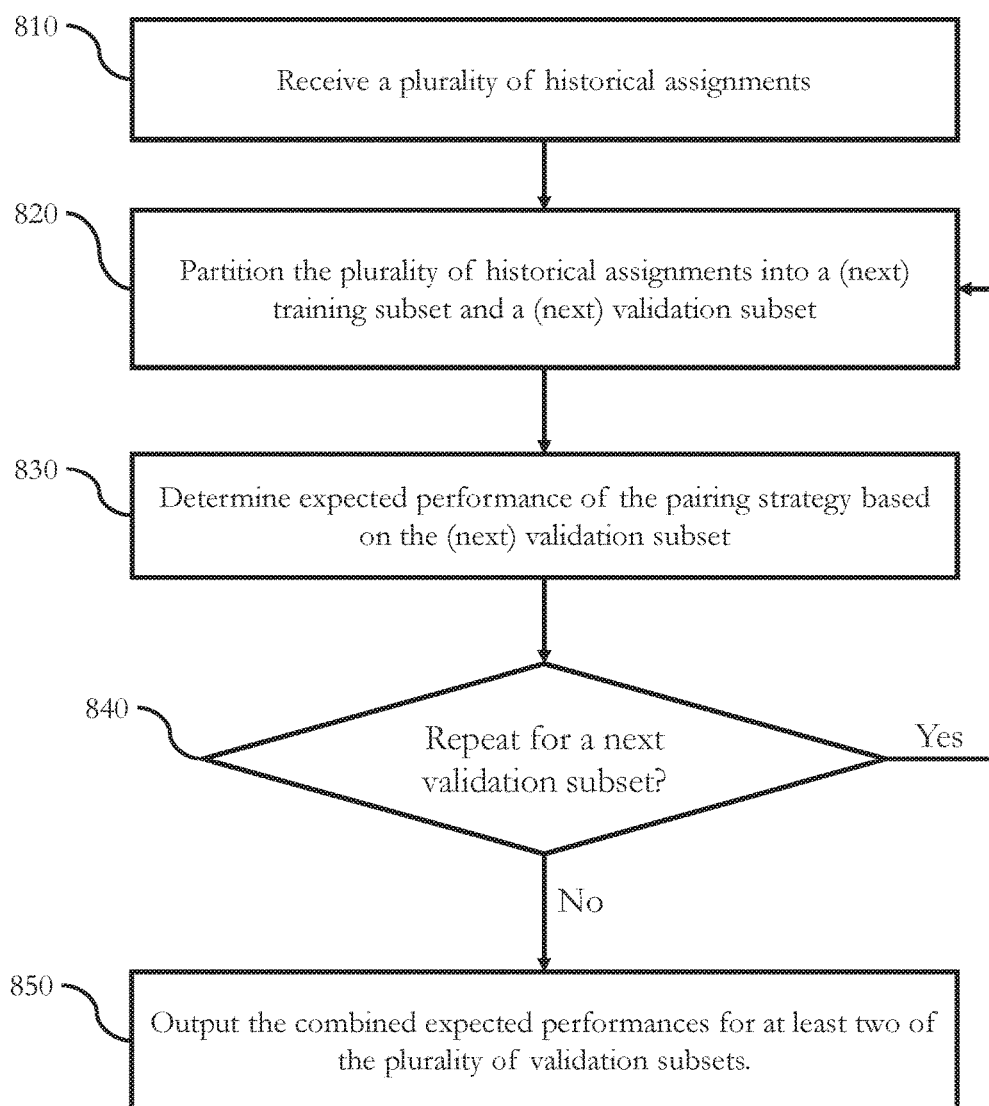 810
Receive a plurality of historical assignments
820
Partition the plurality of historical assignments into a (next)
training subset and a (next) validation subset
830
Determine expected performance of the pairing strategy based
on the (next) validation subset
840
Repeat for a next
validation subset?
Yes
No
850
Output the combined expected performances for at least two of
the plurality of validation subsets.